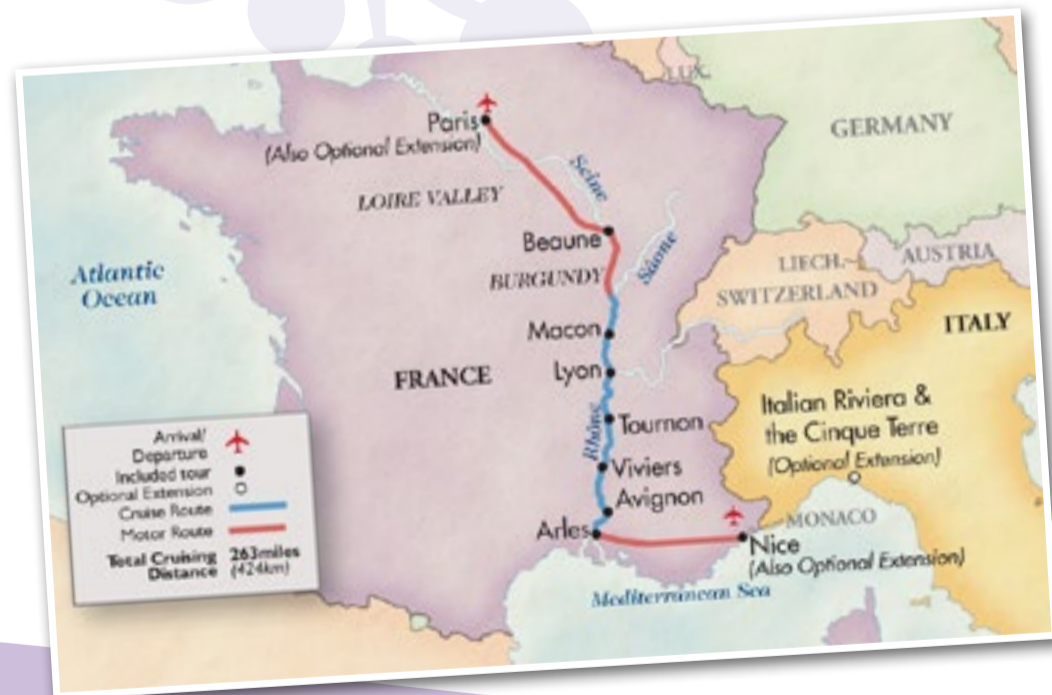 LUX.
GERMANY
Paris
(Also Optional Extension)
Seine
LOIRE VALLEY
Beaune
Saône
BURGUNDY
LIECH.
AUSTRIA
SWITZERLAND
Atlantic
Ocean
Macon
ITALY
Lyon
FRANCE
Italian Riviera &
the Cinque Terre
(Optional Extension)
Rhône
Tournon
Viviers
Avignon
Arles
MONACO
Nice
(Also Optional Extension)
Mediterranean Sea
Arrival/
Departure
Included tour
Optional Extension
Cruise Route
Motor Route
Total Cruising 263miles
Distance (424km)